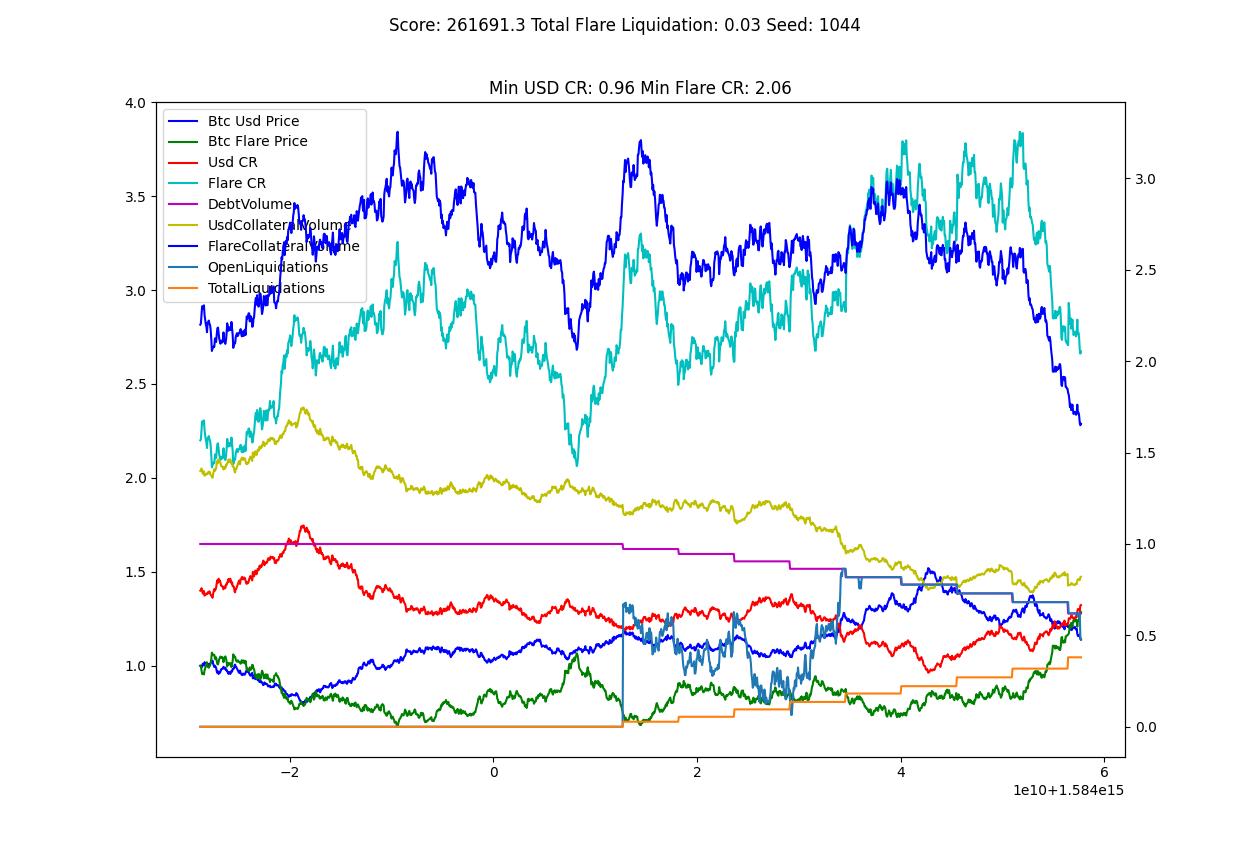 Score: 261691.3 Total Flare Liquidation: 0.03 Seed: 1044
Min USD CR: 0.96 Min Flare CR: 2.06
4.0
3.5
3.0
2.5
2.0
1.5
1.0
Btc Usd Price
Btc Flare Price
Usd CR
Flare CR
DebtVolume
UsdCollateralVolume
FlareCollateralVolume
OpenLiquidations
TotalLiquidations
3.0
2.5
2.0
1.5
1.0
0.5
0.0
−2
0
2
4
6
1e10+1.584e15